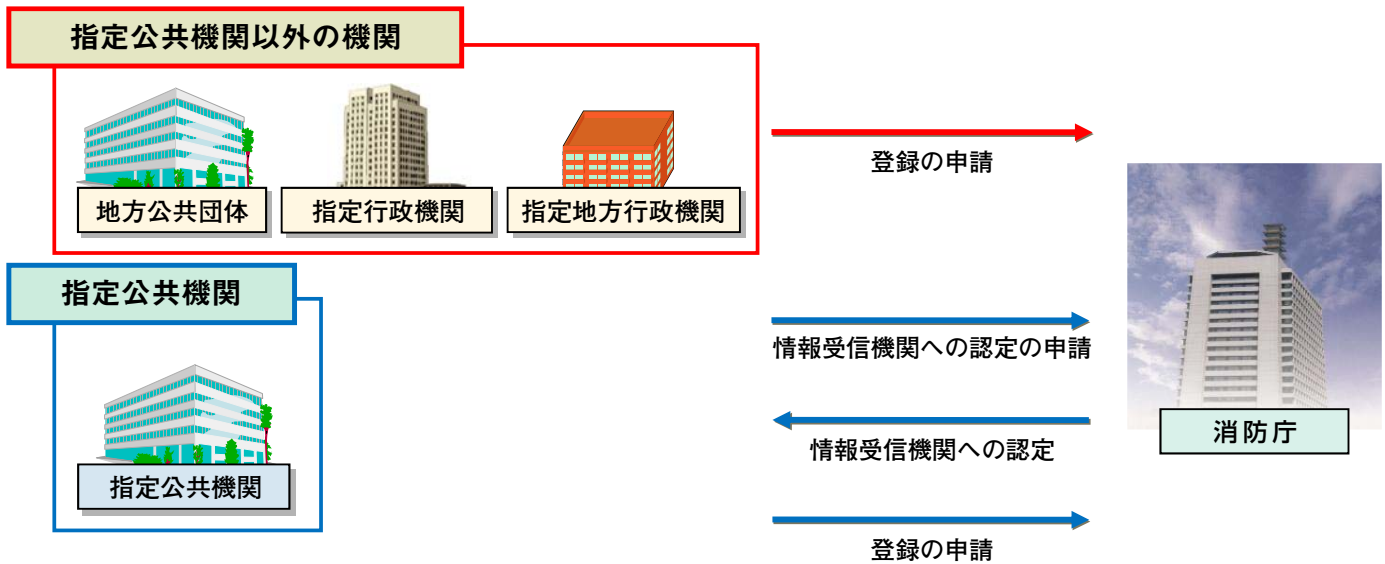 指定公共機関以外の機関
地方公共団体
指定行政機関
指定地方行政機関
登録の申請
指定公共機関
指定公共機関
情報受信機関への認定の申請
情報受信機関への認定
登録の申請
消防庁